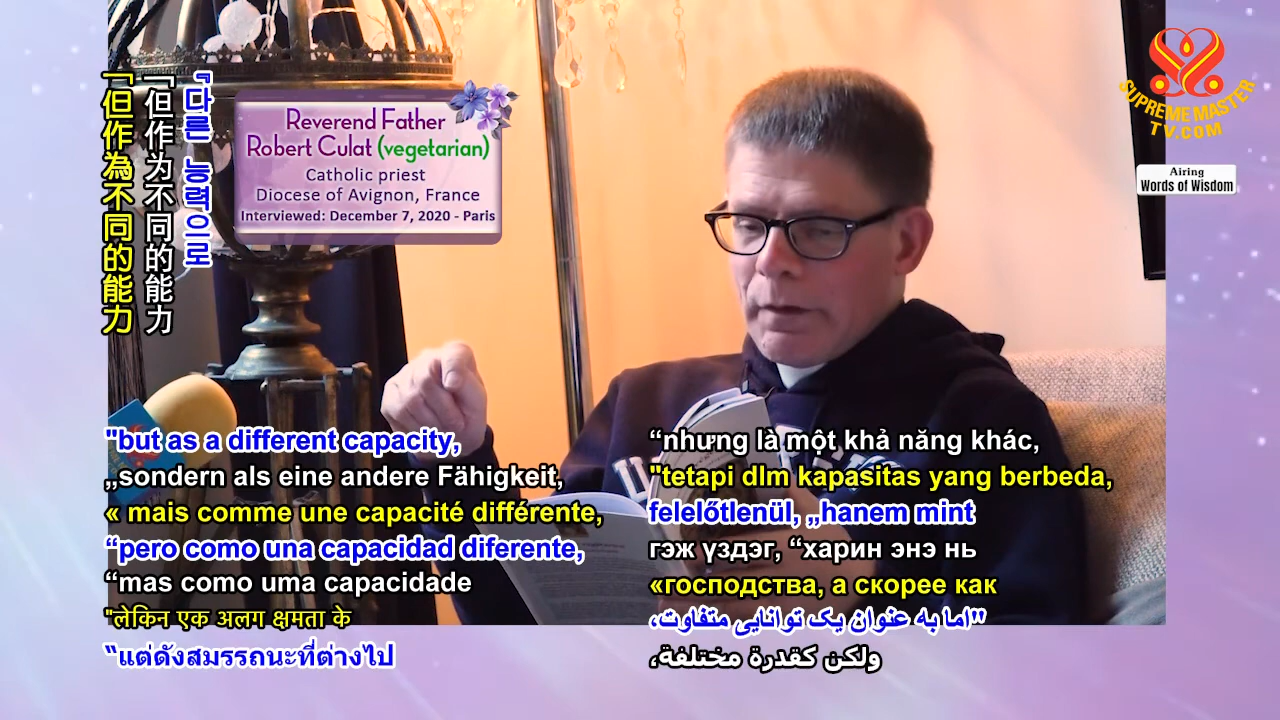 『다른 능력으로
「但作为不同的能力
「但作為不同的能力
Reverend Father
Robert Culat (vegetarian)
Catholic priest
Diocese of Avignon, France
Interviewed: December 7, 2020 - Paris
SUPREME MASTER
TV.COM
Airing
Words of Wisdom
"but as a different capacity,
„sondern als eine andere Fähigkeit,
« mais comme une capacité différente,
“pero como una capacidad diferente,
“mas como uma capacidade
"लेकिन एक अलग क्षमता के
“แต่ดังสมรรถนะที่ต่างไป
“nhưng là một khả năng khác,
"tetapi dlm kapasitas yang berbeda,
felelőtlenül, „hanem mint
гэж үздэг, “харин энэ нь
«господства, а скорее как
"اما به عنوان یک توانایی متفاوت،
ولكن كقدرة مختلفة،